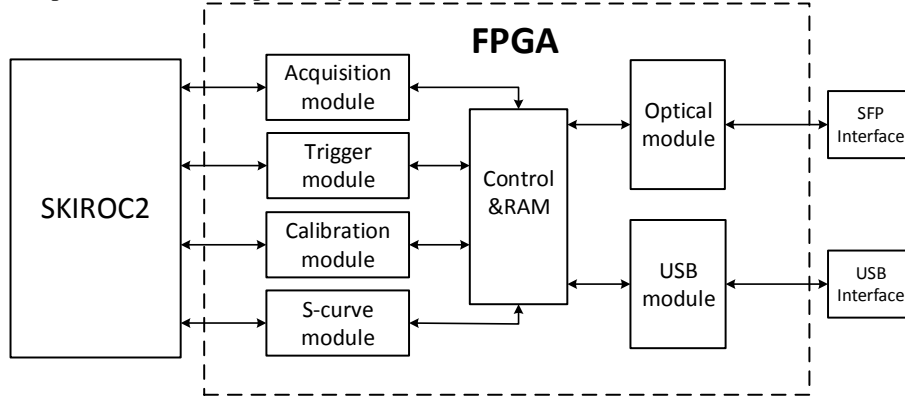 FPGA
SKIROC2
Acquisition
module
Trigger
module
Calibration
module
S-curve
module
Control
&RAM
Optical
module
USB
module
SFP
Interface
USB
Interface